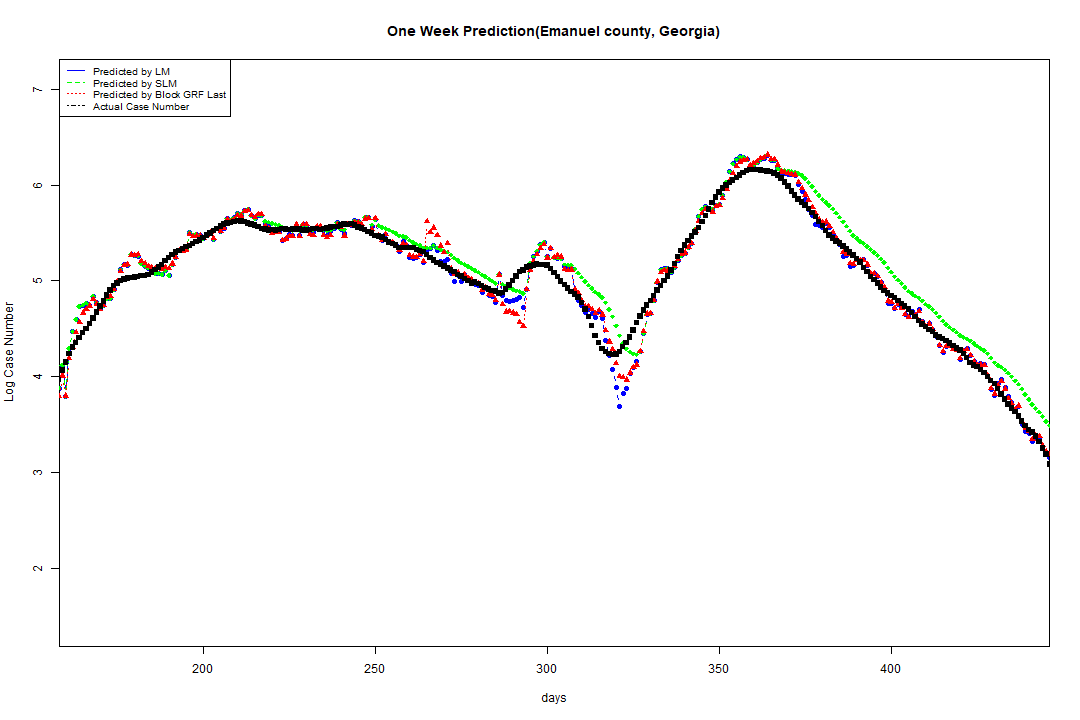 One Week Prediction(Emanuel county, Georgia)
Predicted by LM
Predicted by SLM
Predicted by Block GRF Last
Actual Case Number
7
6
5
4
3
2
Log Case Number
200 250 300 350 400
days